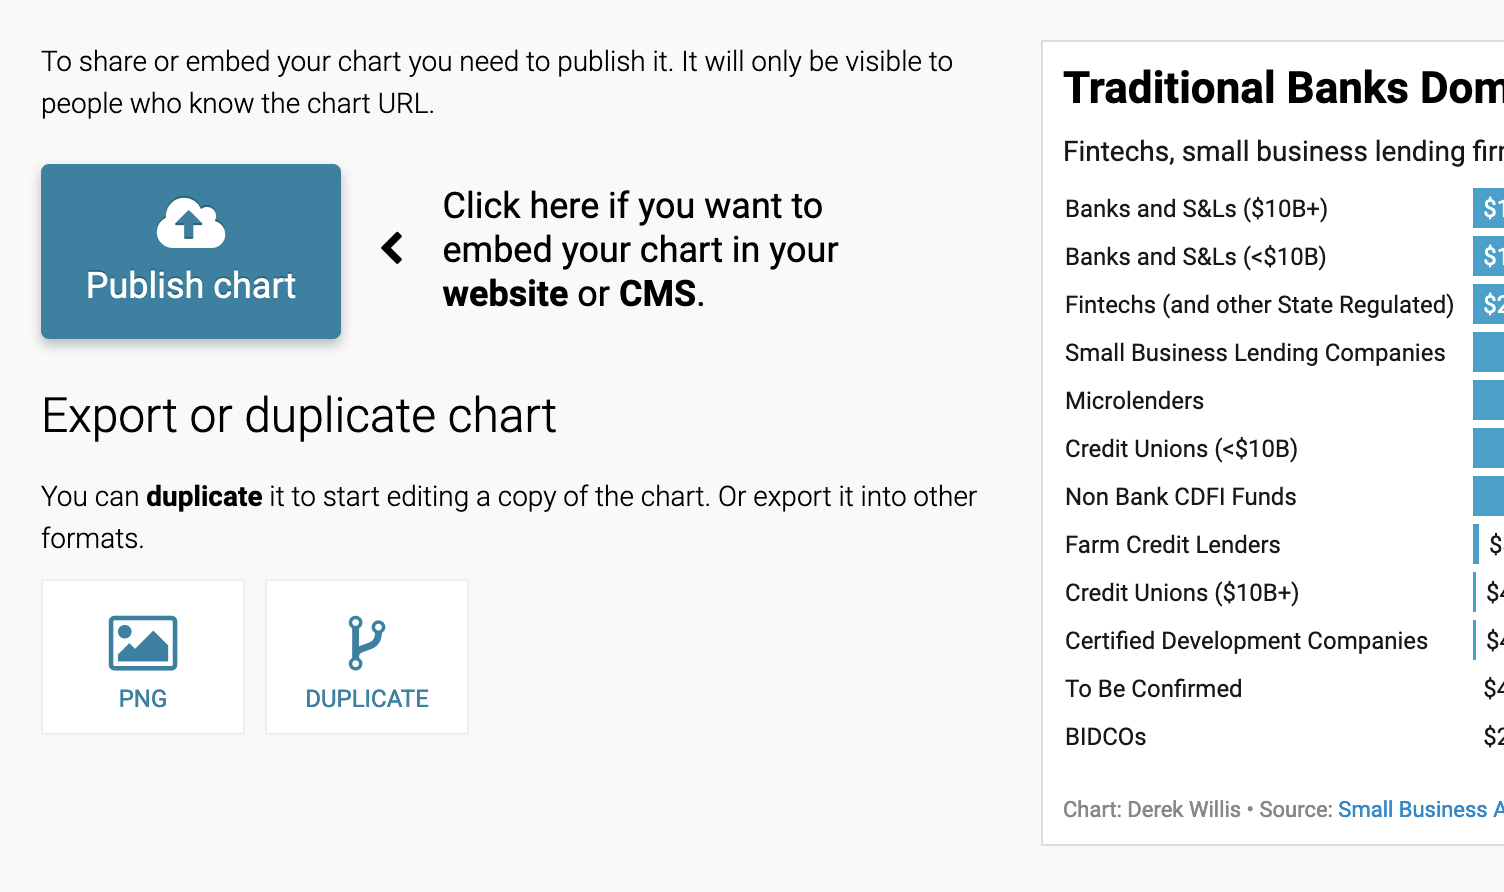 To share or embed your chart you need to publish it. It will only be visible to
people who know the chart URL.
Publish chart
Click here if you want to
embed your chart in your
website or CMS.
Export or duplicate chart
You can duplicate it to start editing a copy of the chart. Or export it into other
formats.
PNG
DUPLICATE
Traditional Banks Dom
Fintechs, small business lending fir
Banks and S&Ls ($10B+) $1
Banks and S&Ls (<$10B) $1
Fintechs (and other State Regulated) $2
Small Business Lending Companies
Microlenders
Credit Unions (<$10B)
Non Bank CDFI Funds
Farm Credit Lenders $
Credit Unions ($10B+) $4
Certified Development Companies $4
To Be Confirmed $4
BIDCOs $2
Chart: Derek Willis • Source: Small Business A